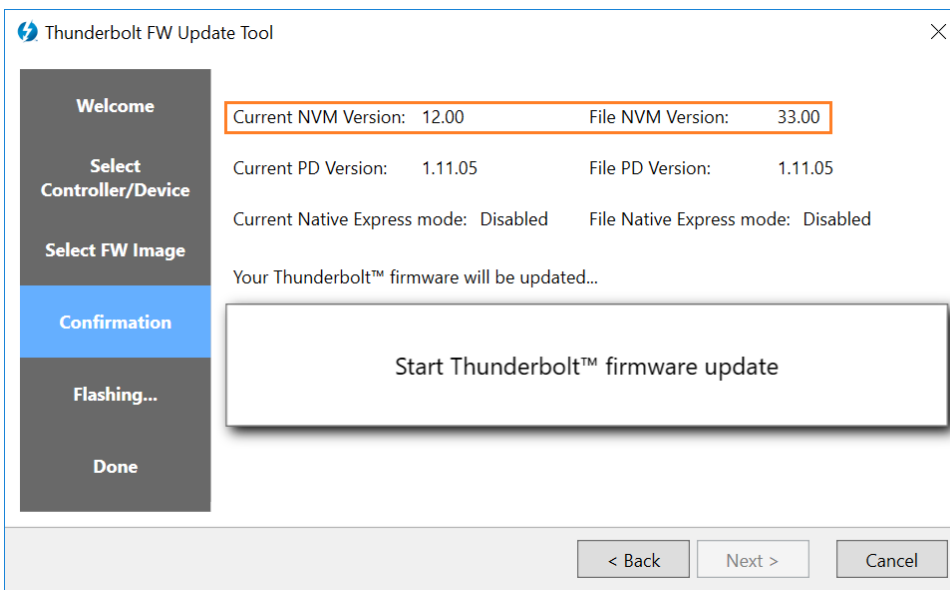 Thunderbolt FW Update Tool
Welcome
Select
Controller/Device
Select FW Image
Confirmation
Flashing...
Done
Current NVM Version: 12.00 File NVM Version: 33.00
Current PD Version: 1.11.05 File PD Version: 1.11.05
Current Native Express mode: Disabled File Native Express mode: Disabled
Your Thunderbolt™ firmware will be updated...
Start Thunderbolt™ firmware update
< Back Next > Cancel